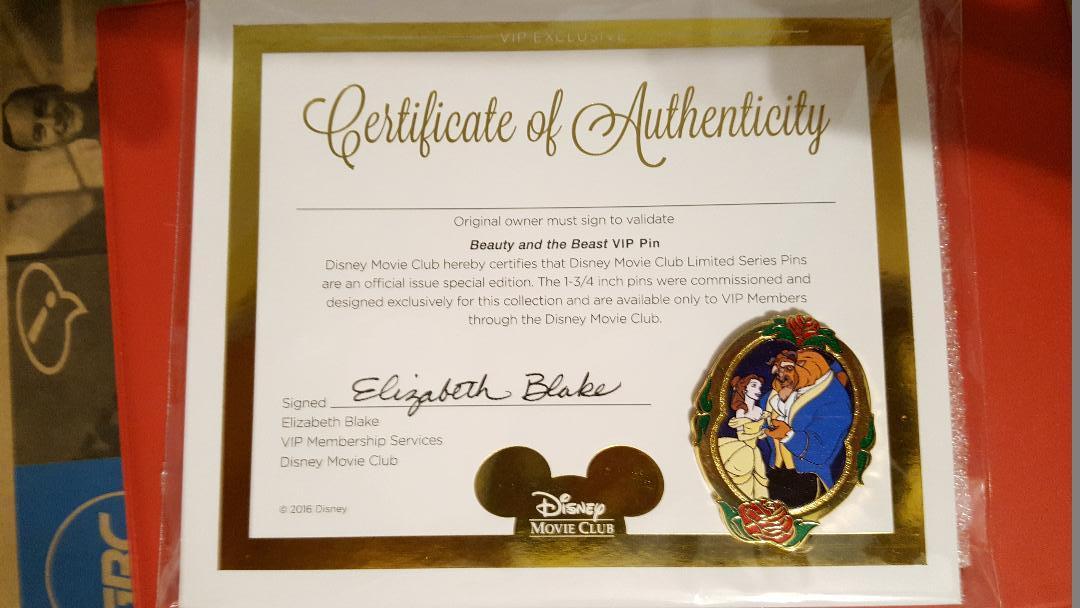 VIP EXCLUSIVE
Certificate of Authenticity
Original owner must sign to validate
Beauty and the Beast VIP Pin
Disney Movie Club hereby certifies that Disney Movie Club Limited Series Pins
are an official issue special edition. The 1-3/4 inch pins were commissioned and
designed exclusively for this collection and are available only to VIP Members
through the Disney Movie Club.
Signed Elizabeth Blake
Elizabeth Blake
VIP Membership Services
Disney Movie Club
© 2016 Disney
Disney
MOVIE CLUB